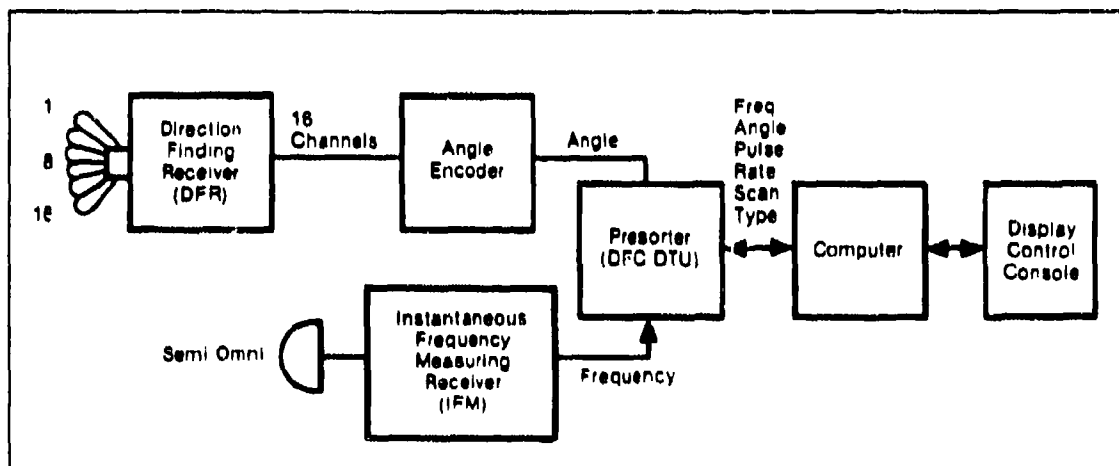 1
8
16
Direction
Finding
Receiver
(DFR)
16
Channels
Angle
Encoder
Angle
Presorter
(DFC DTU)
Freq
Angle
Pulse
Rate
Scan
Type
Computer
Display
Control
Console
Semi Omni
Instantaneous
Frequency
Measuring
Receiver
(IFM)
Frequency